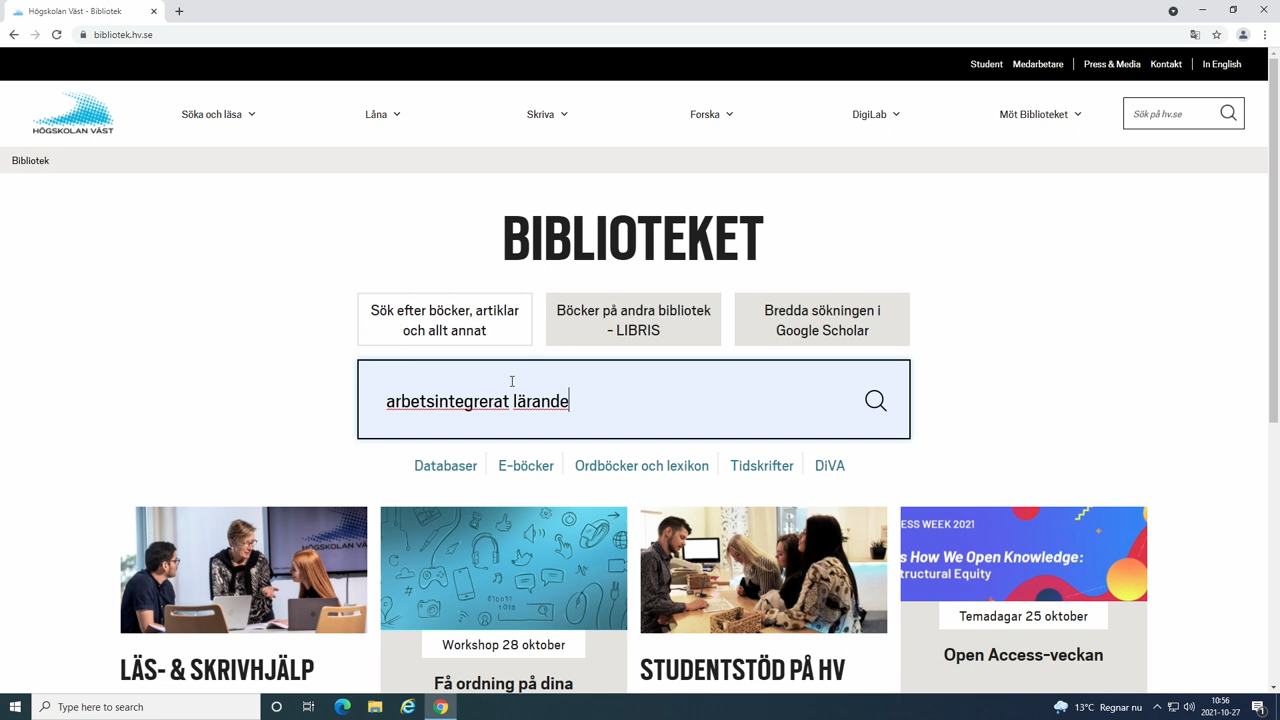 Högskolan Väst - Bibliotek
bibliotek.hv.se
Student Medarbetare Press & Media Kontakt In English
HÖGSKOLAN VÄST
Söka och läsa Låna Skriva Forska DigiLab Möt Biblioteket Sök på hv.se
Bibliotek
BIBLIOTEKET
Sök efter böcker, artiklar
och allt annat
Böcker på andra bibliotek
- LIBRIS
Bredda sökningen i
Google Scholar
arbetsintegrerat lärande
Databaser E-böcker Ordböcker och lexikon Tidskrifter DiVA
HÖGSKOLAN VÄ
LÄS- & SKRIVHJÄLP
Workshop 28 oktober
Få ordning på dina
STUDENTSTÖD PÅ HV
ESS WEEK 2021
s How We Open Knowledge:
tructural Equity
Temadagar 25 oktober
Open Access-veckan
Type here to search
13°C Regnar nu
10:56
2021-10-27